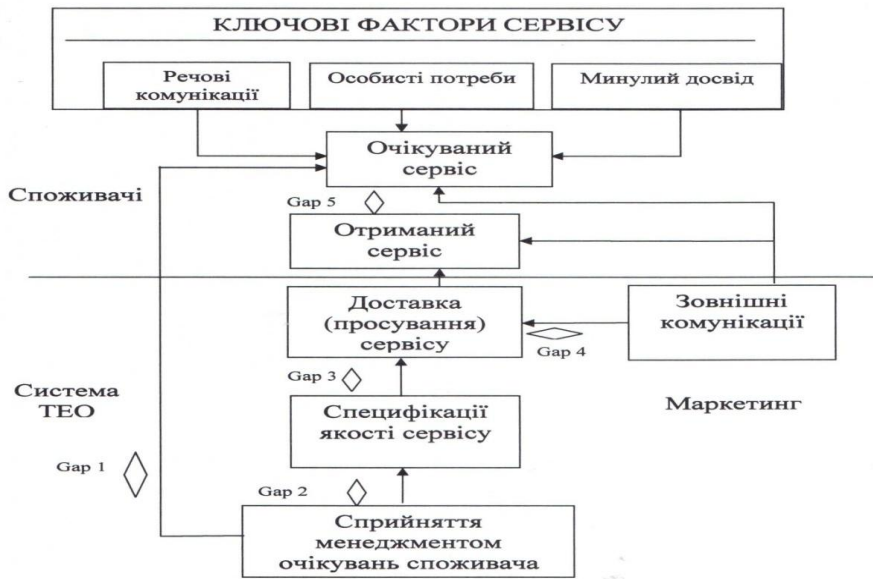 КЛЮЧОВІ ФАКТОРИ СЕРВІСУ
Речові
комунікації
Особисті потреби
Минулий досвід
Очікуваний
сервіс
Споживачі
Gap 5
Отриманий
сервіс
Доставка
(просування)
сервісу
Зовнішні
комунікації
Gap 4
Gap 3
Система
ТЕО
Специфікації
якості сервісу
Маркетинг
Gap 1
Gap 2
Сприйняття
менеджментом
очікувань споживача